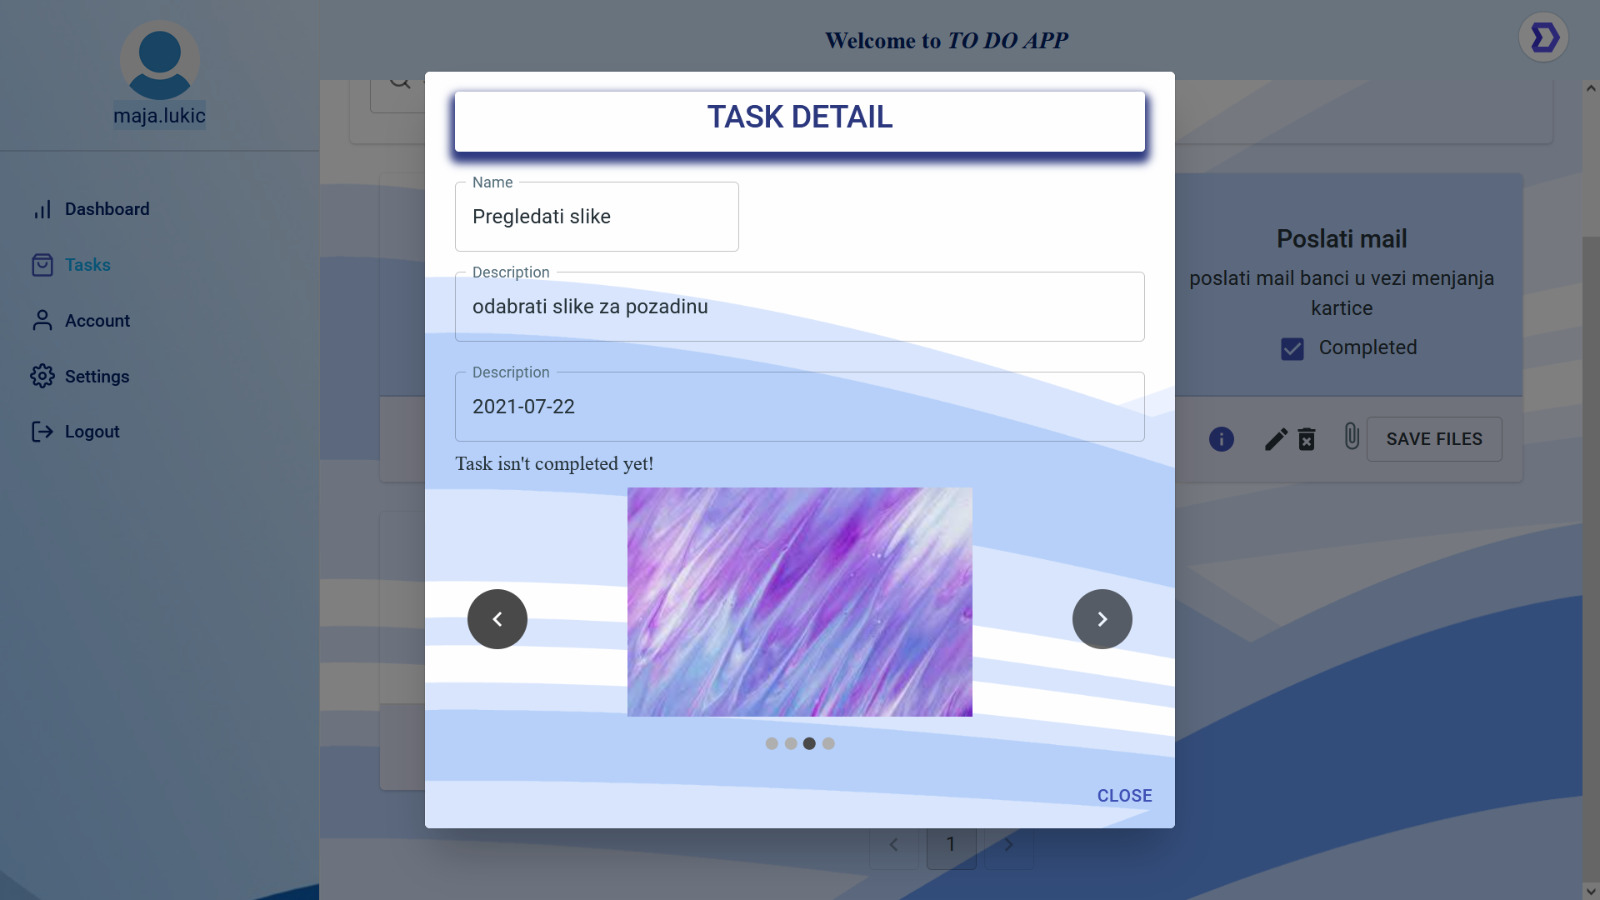 Welcome to TO DO APP
maja.lukic
Dashboard
Tasks
Account
Settings
Logout
TASK DETAIL
Name
Pregledati slike
Description
odabrati slike za pozadinu
Description
2021-07-22
Task isn't completed yet!
CLOSE
Poslati mail
poslati mail banci u vezi menjanja
kartice
Completed
SAVE FILES
1